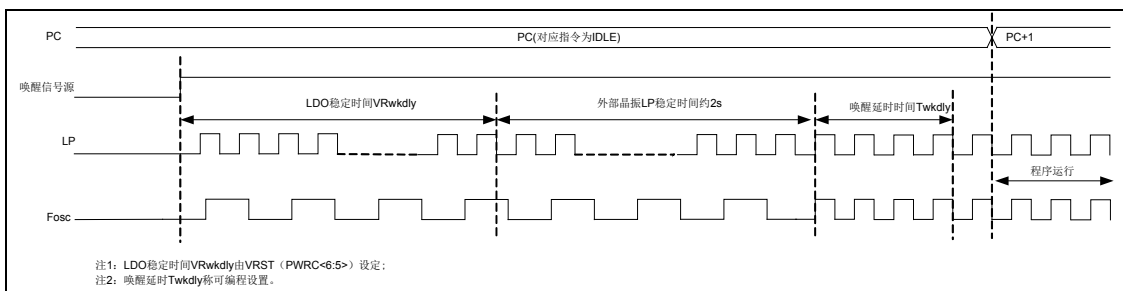 PC
PC(对应指令为IDLE)
PC+1
唤醒信号源
LDO稳定时间VRwkdly
外部晶振LP稳定时间约2s
唤醒延时时间Twkdly
LP
程序运行
Fosc
注1：LDO稳定时间VRwkdly由VRST（PWRC<6:5>）设定；
注2：唤醒延时Twkdly称可编程设置。